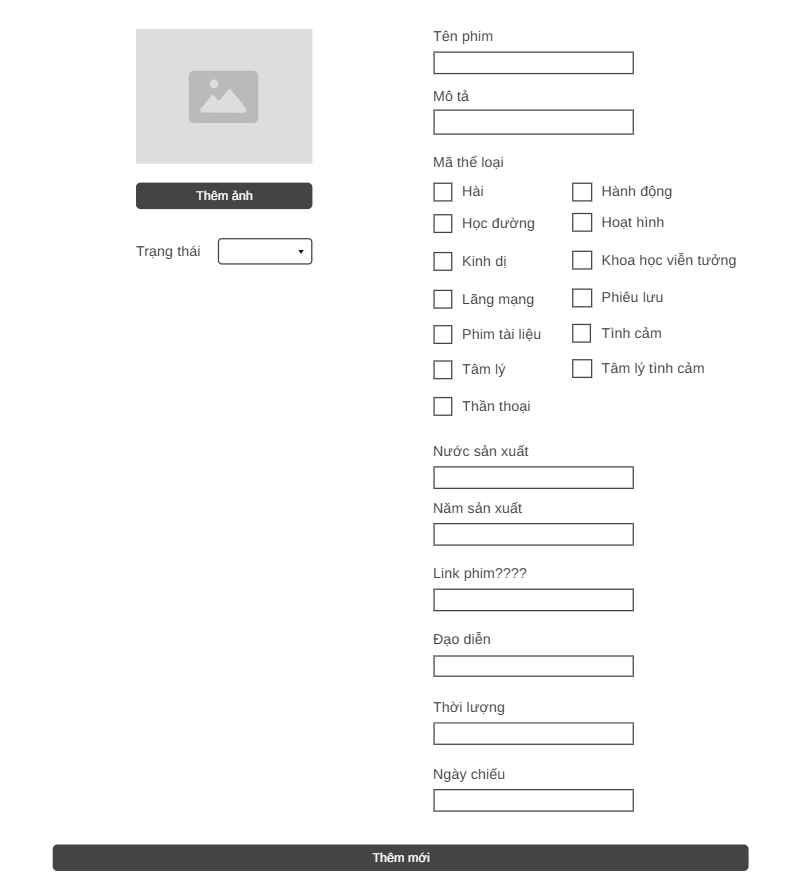 Thêm ảnh
Trạng thái
Tên phim
Mô tả
Mã thể loại
Hài
Hành động
Học đường
Hoạt hình
Kinh dị
Khoa học viễn tưởng
Lãng mạng
Phiêu lưu
Phim tài liệu
Tình cảm
Tâm lý
Tâm lý tình cảm
Thần thoại
Nước sản xuất
Năm sản xuất
Link phim????
Đạo diễn
Thời lượng
Ngày chiếu
Thêm mới